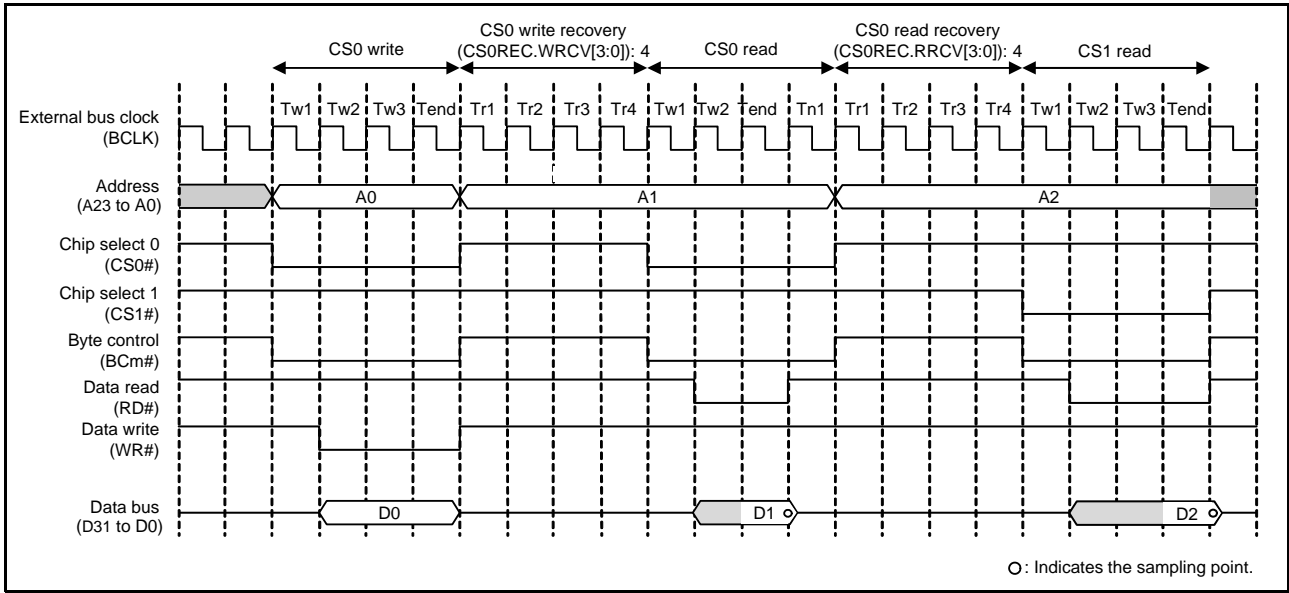 CS0 write
CS0 write recovery
(CS0REC.WRCV[3:0]): 4
CS0 read
CS0 read recovery
(CS0REC.RRCV[3:0]): 4
CS1 read
External bus clock
(BCLK)
Tw1 Tw2 Tw3 Tend Tr1 Tr2 Tr3 Tr4 Tw1 Tw2 Tend Tn1 Tr1 Tr2 Tr3 Tr4 Tw1 Tw2 Tw3 Tend
Address
(A23 to A0)
A0 A1 A2
Chip select 0
(CS0#)
Chip select 1
(CS1#)
Byte control
(BCm#)
Data read
(RD#)
Data write
(WR#)
Data bus
(D31 to D0)
D0 D1 D2
: Indicates the sampling point.